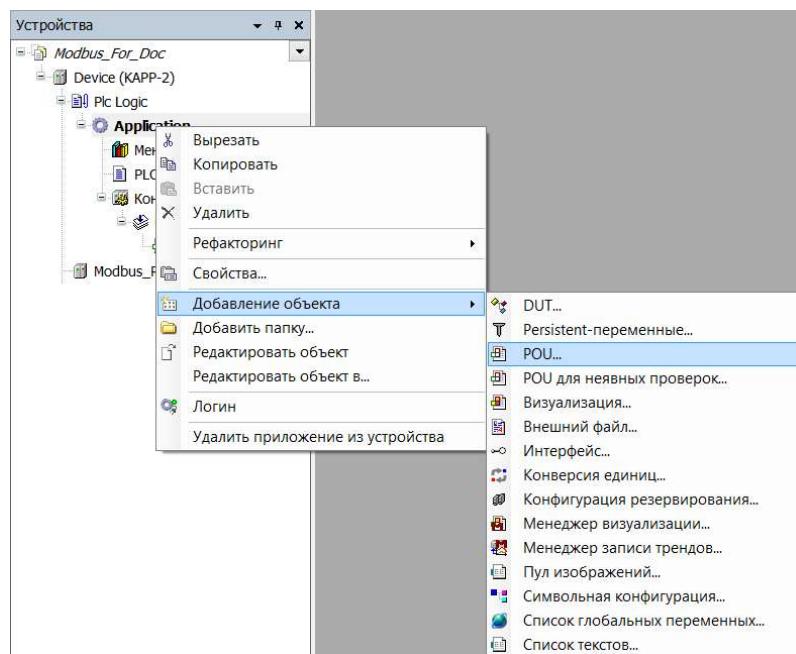 Устройства
Modbus_For_Doc
Device (KAPP-2)
Plc Logic
Application
Вырезать
Копировать
Вставить
Удалить
Рефакторинг
Свойства...
Modbus_
Добавление объекта
Добавить папку...
Редактировать объект
Редактировать объект в...
Логин
Удалить приложение из устройства
DUT...
Persistent-переменные...
POU...
POU для неявных проверок...
Визуализация...
Внешний файл...
Интерфейс...
Конверсия единиц...
Конфигурация резервирования...
Менеджер визуализации...
Менеджер записи трендов...
Пул изображений...
Символьная конфигурация...
Список глобальных переменных...
Список текстов...